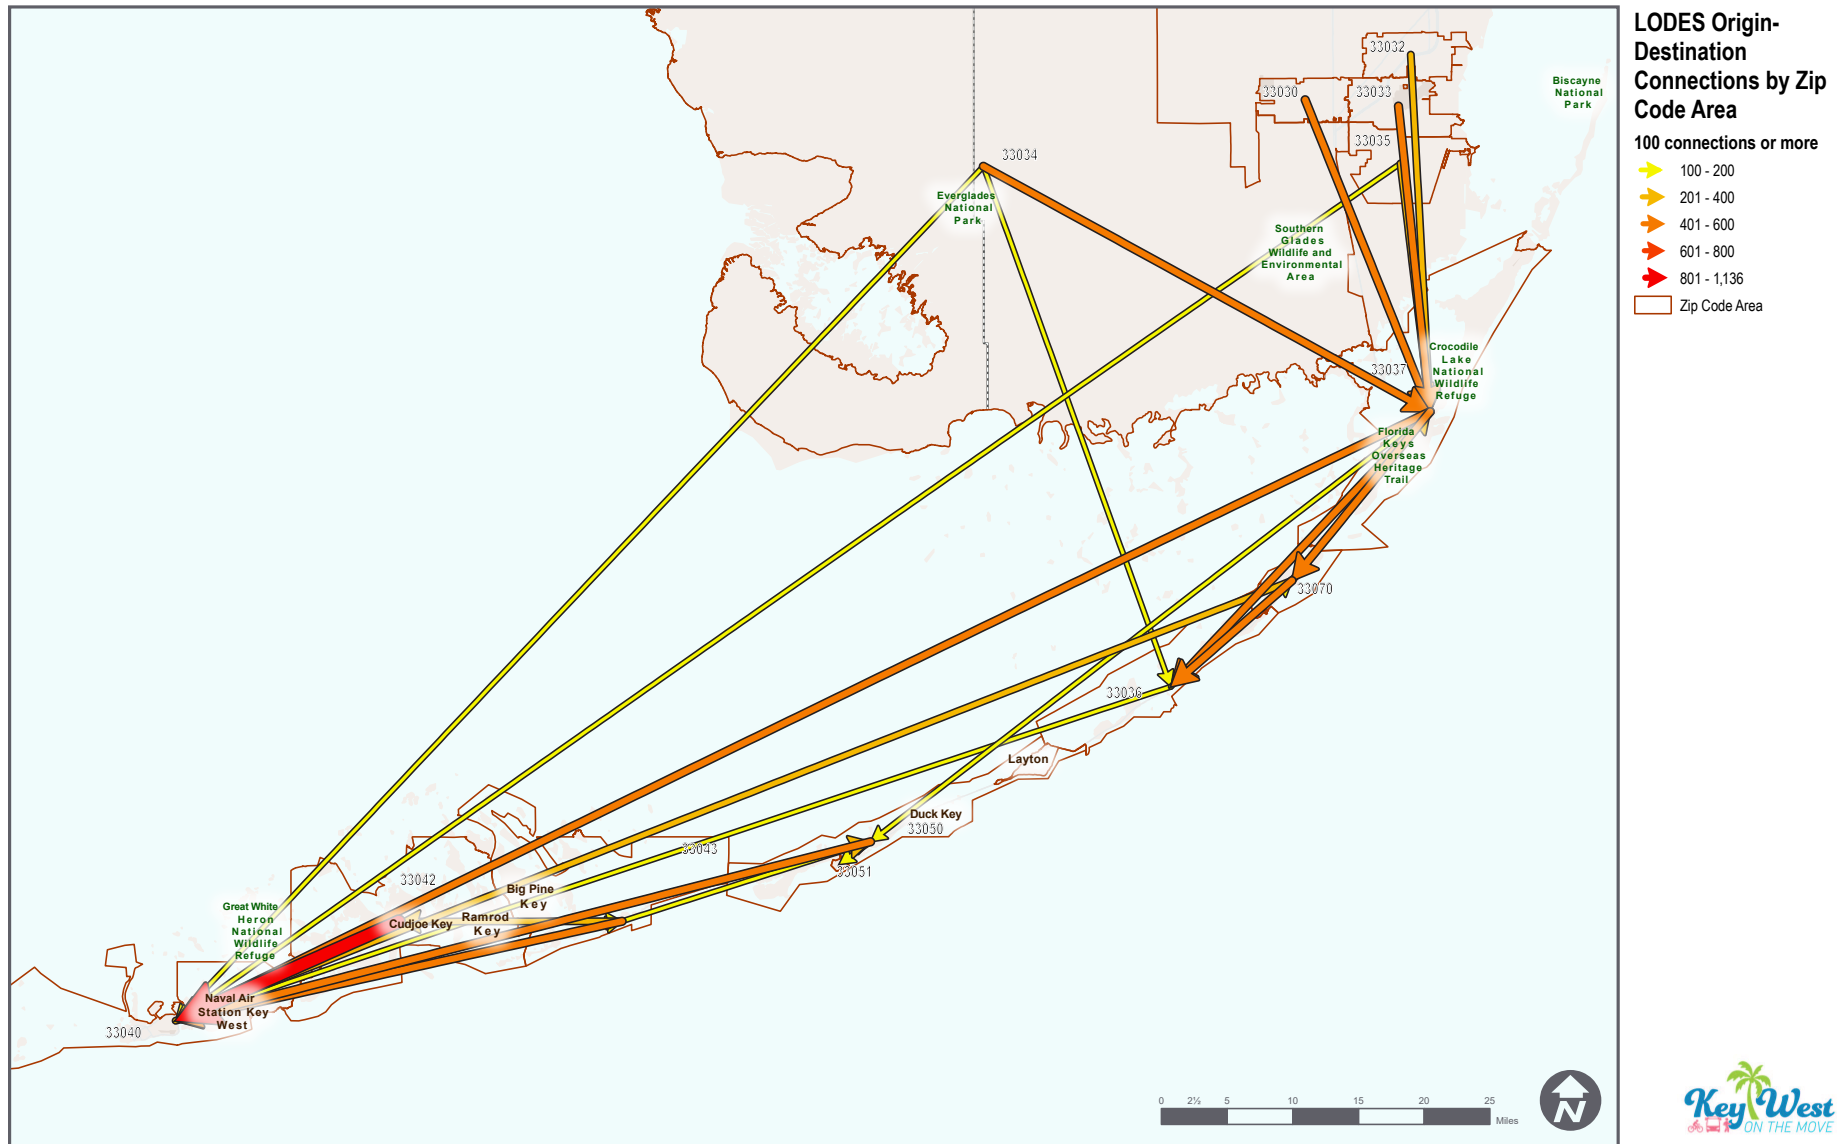 LODES Origin-
Destination
Connections by Zip
Code Area
100 connections or more
100 - 200
201 - 400
401 - 600
601 - 800
801 - 1,136
Zip Code Area
33032
Biscayne
National
Park
33030
33033
33035
33034
Everglades
National
Park
Southern
Glades
Wildlife and
Environmental
Area
Crocodile
Lake
National
Wildlife
Refuge
33037
Florida
Keys
Overseas
Heritage
Trail
33070
33036
Layton
Duck Key
33050
33043
33051
33042
Big Pine
Key
Ramrod
Key
Cudjoe Key
Great White
Heron
National
Wildlife
Refuge
Naval Air
Station Key
West
33040
0 2½ 5 10 15 20 25
Miles
N
Key West
ON THE MOVE